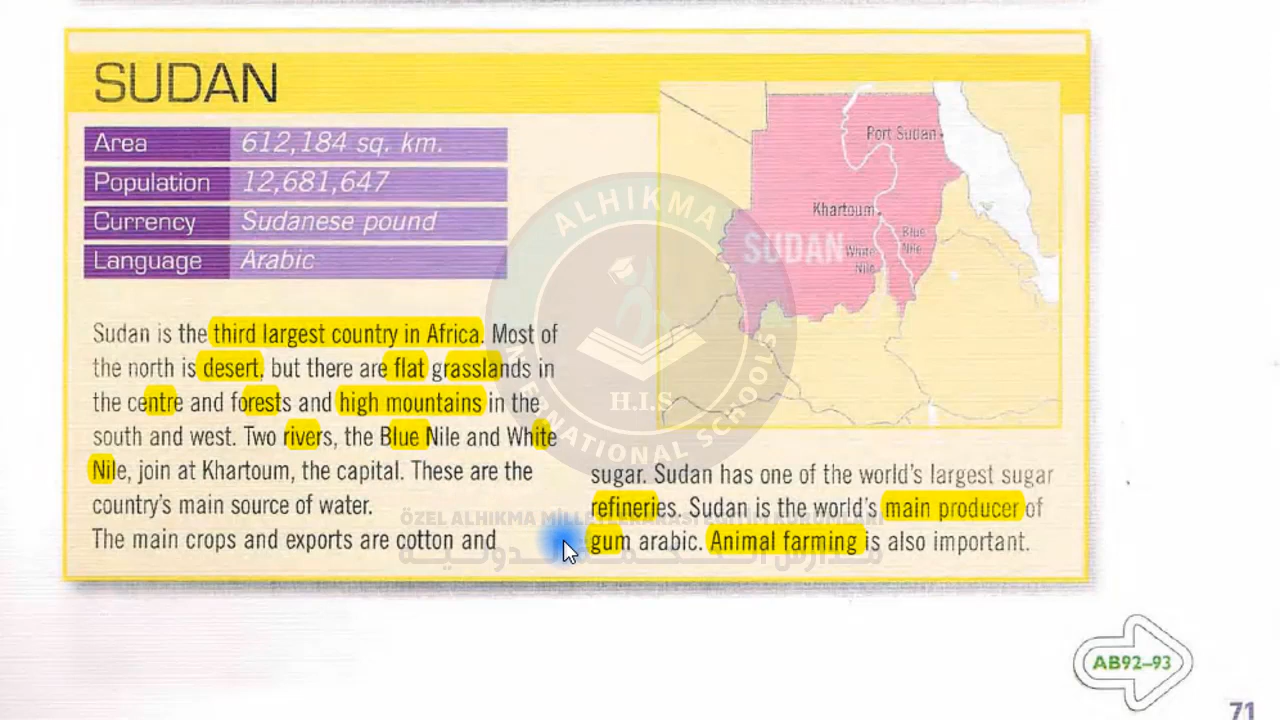 SUDAN
Area 612,184 sq. km.
Population 12,681,647
Currency Sudanese pound
Language Arabic
Port Sudan
Khartoum
SUDAN
White
Nile
Blue
Nile
Sudan is the third largest country in Africa. Most of
the north is desert, but there are flat grasslands in
the centre and forests and high mountains in the
south and west. Two rivers, the Blue Nile and White
Nile, join at Khartoum, the capital. These are the
country's main source of water.
The main crops and exports are cotton and
sugar. Sudan has one of the world's largest sugar
refineries. Sudan is the world's main producer of
gum arabic. Animal farming is also important.
ALHIKMA
INTERNATIONAL SCHOOLS
H.I.S
AB92–93
71